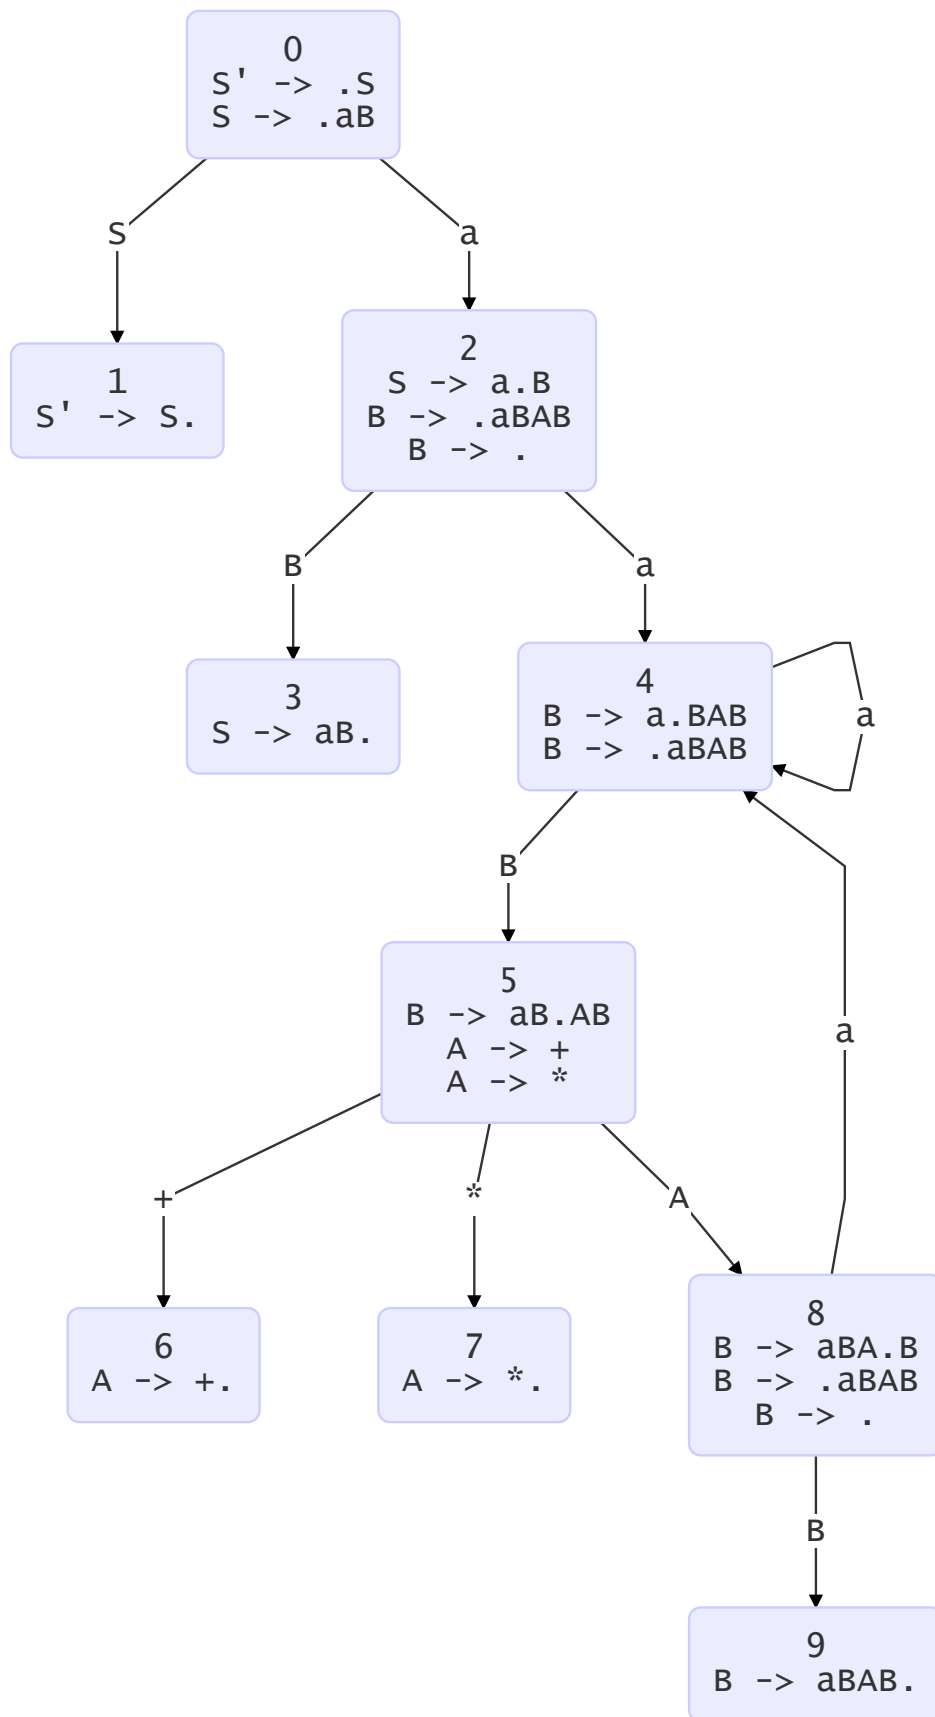 0
S' -> .S
S -> .aB
S
a
1
S' -> S.
2
S -> a.B
B -> .aBAB
B -> .
B
a
3
S -> aB.
4
B -> a.BAB
B -> .aBAB
a
B
5
B -> aB.AB
A -> +
A -> *
a
+
*
A
6
A -> +.
7
A -> *.
8
B -> aBA.B
B -> .aBAB
B -> .
B
9
B -> aBAB.